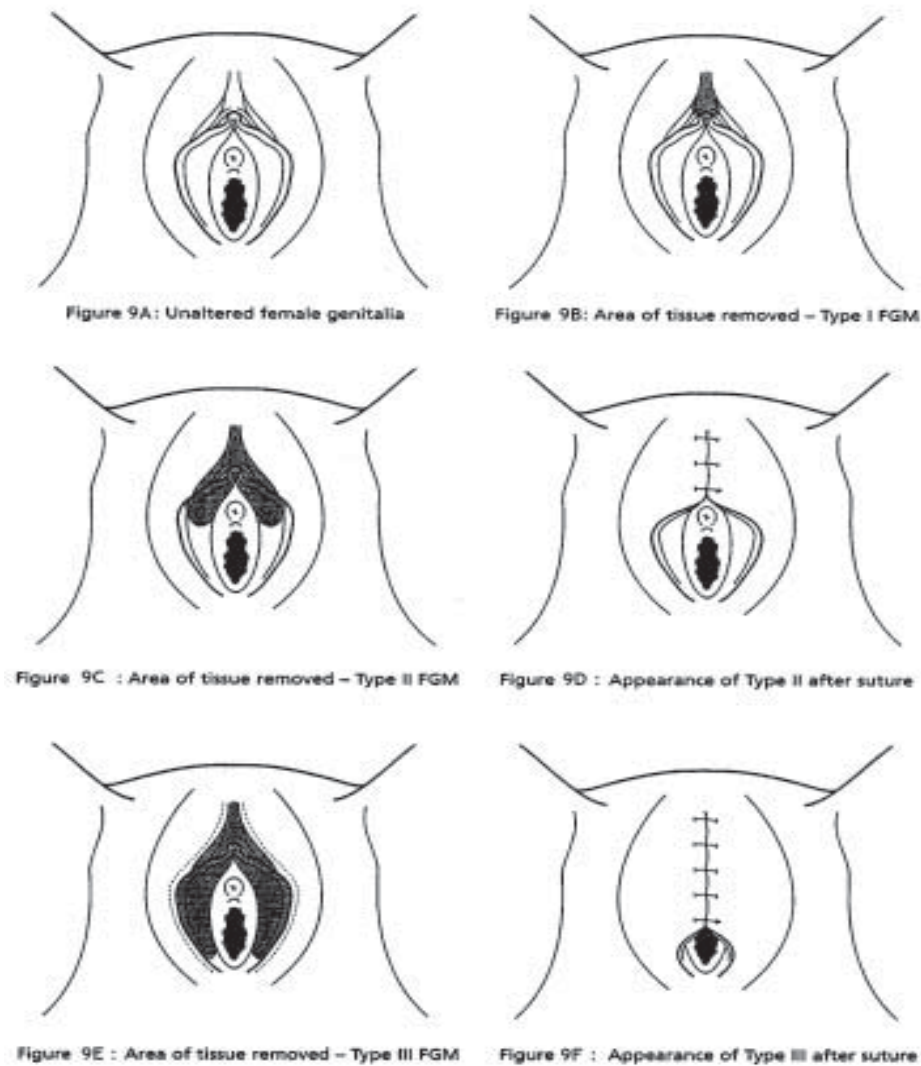 Figure 9A: Unaltered female genitalia
Figure 9B: Area of tissue removed – Type I FGM
Figure 9C : Area of tissue removed – Type II FGM
Figure 9D : Appearance of Type II after suture
Figure 9E : Area of tissue removed – Type III FGM
Figure 9F : Appearance of Type III after suture